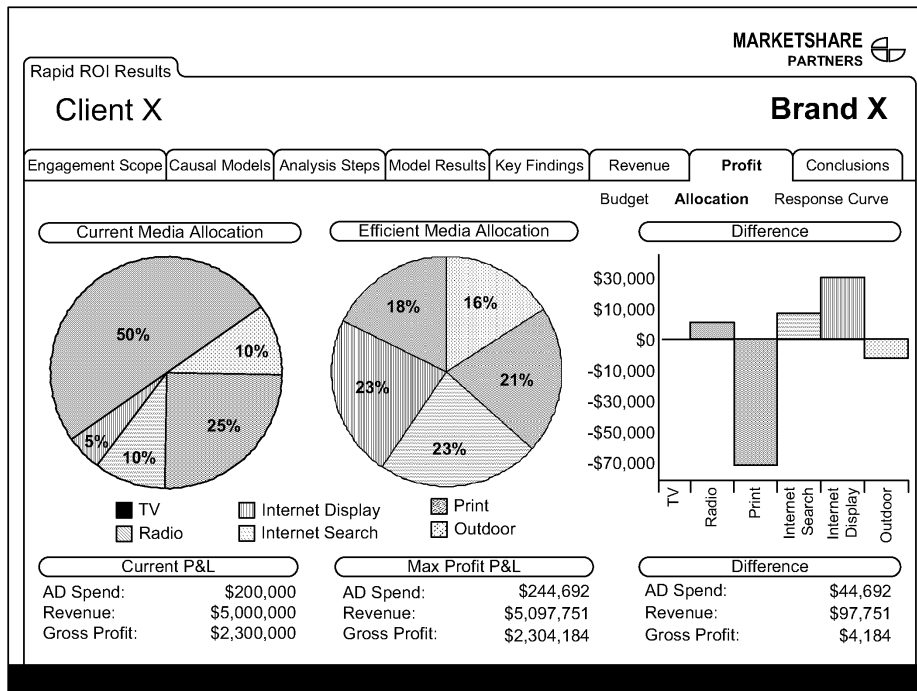 MARKETSHARE
PARTNERS
Rapid ROI Results
Client X
Brand X
Engagement Scope
Causal Models
Analysis Steps
Model Results
Key Findings
Revenue
Profit
Conclusions
Budget
Allocation
Response Curve
Current Media Allocation
50%
10%
25%
10%
5%
Efficient Media Allocation
18%
16%
21%
23%
23%
TV
Radio
Internet Display
Internet Search
Print
Outdoor
Difference
$30,000
$10,000
$0
-$10,000
-$30,000
-$50,000
-$70,000
TV
Radio
Print
Internet
Search
Internet
Display
Outdoor
Current P&L
AD Spend: $200,000
Revenue: $5,000,000
Gross Profit: $2,300,000
Max Profit P&L
AD Spend: $244,692
Revenue: $5,097,751
Gross Profit: $2,304,184
Difference
AD Spend: $44,692
Revenue: $97,751
Gross Profit: $4,184